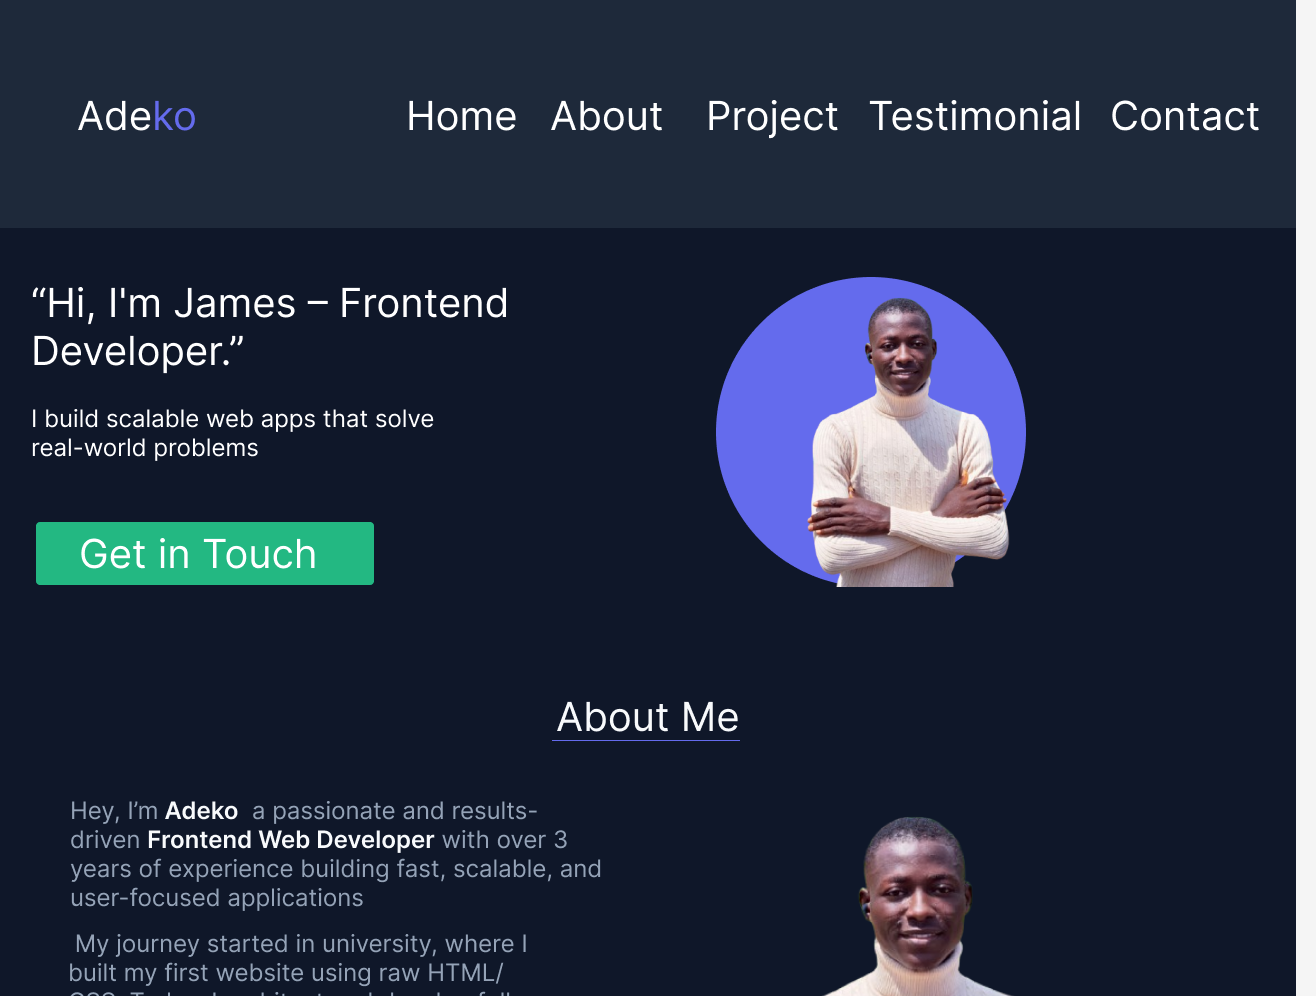 Adeko
Home About Project Testimonial Contact
“Hi, I'm James – Frontend
Developer.”
I build scalable web apps that solve
real-world problems
Get in Touch
About Me
Hey, I’m Adeko a passionate and results-
driven Frontend Web Developer with over 3
years of experience building fast, scalable, and
user-focused applications
My journey started in university, where I
built my first website using raw HTML/